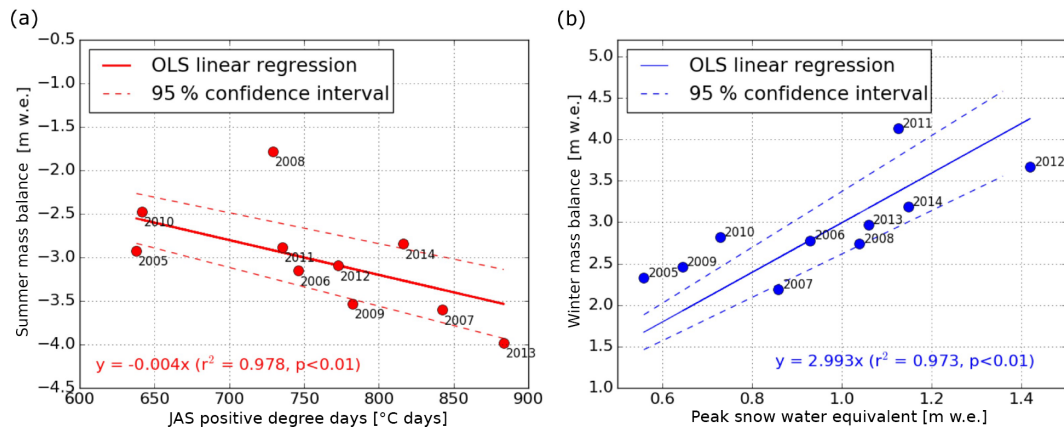 (a)
−0.5
−1.0
−1.5
−2.0
−2.5
−3.0
−3.5
−4.0
−4.5
Summer mass balance [m w.e.]
OLS linear regression
95 % confidence interval
2008
2010
2005
2011
2006
2012
2014
2009
2007
2013
y = -0.004x (r² = 0.978, p<0.01)
600 650 700 750 800 850 900
JAS positive degree days [°C days]
(b)
5.0
4.5
4.0
3.5
3.0
2.5
2.0
1.5
1.0
Winter mass balance [m w.e.]
OLS linear regression
95 % confidence interval
2011
2012
2014
2013
2010
2006
2008
2009
2005
2007
y = 2.993x (r² = 0.973, p<0.01)
0.6 0.8 1.0 1.2 1.4
Peak snow water equivalent [m w.e.]